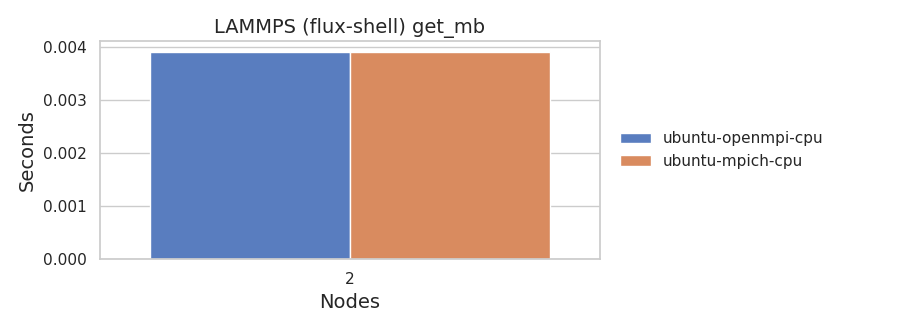 LAMMPS (flux-shell) get_mb
Seconds
0.004
0.003
0.002
0.001
0.000
2
Nodes
ubuntu-openmpi-cpu
ubuntu-mpich-cpu